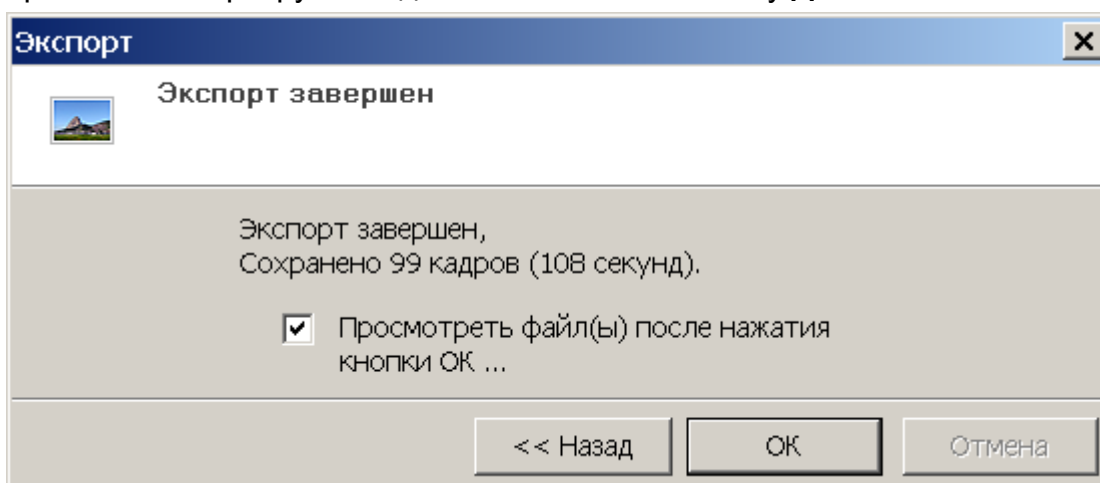 Экспорт
Экспорт завершен
Экспорт завершен,
Сохранено 99 кадров (108 секунд).
Просмотреть файл(ы) после нажатия
кнопки ОК ...
<< Назад
ОК
Отмена